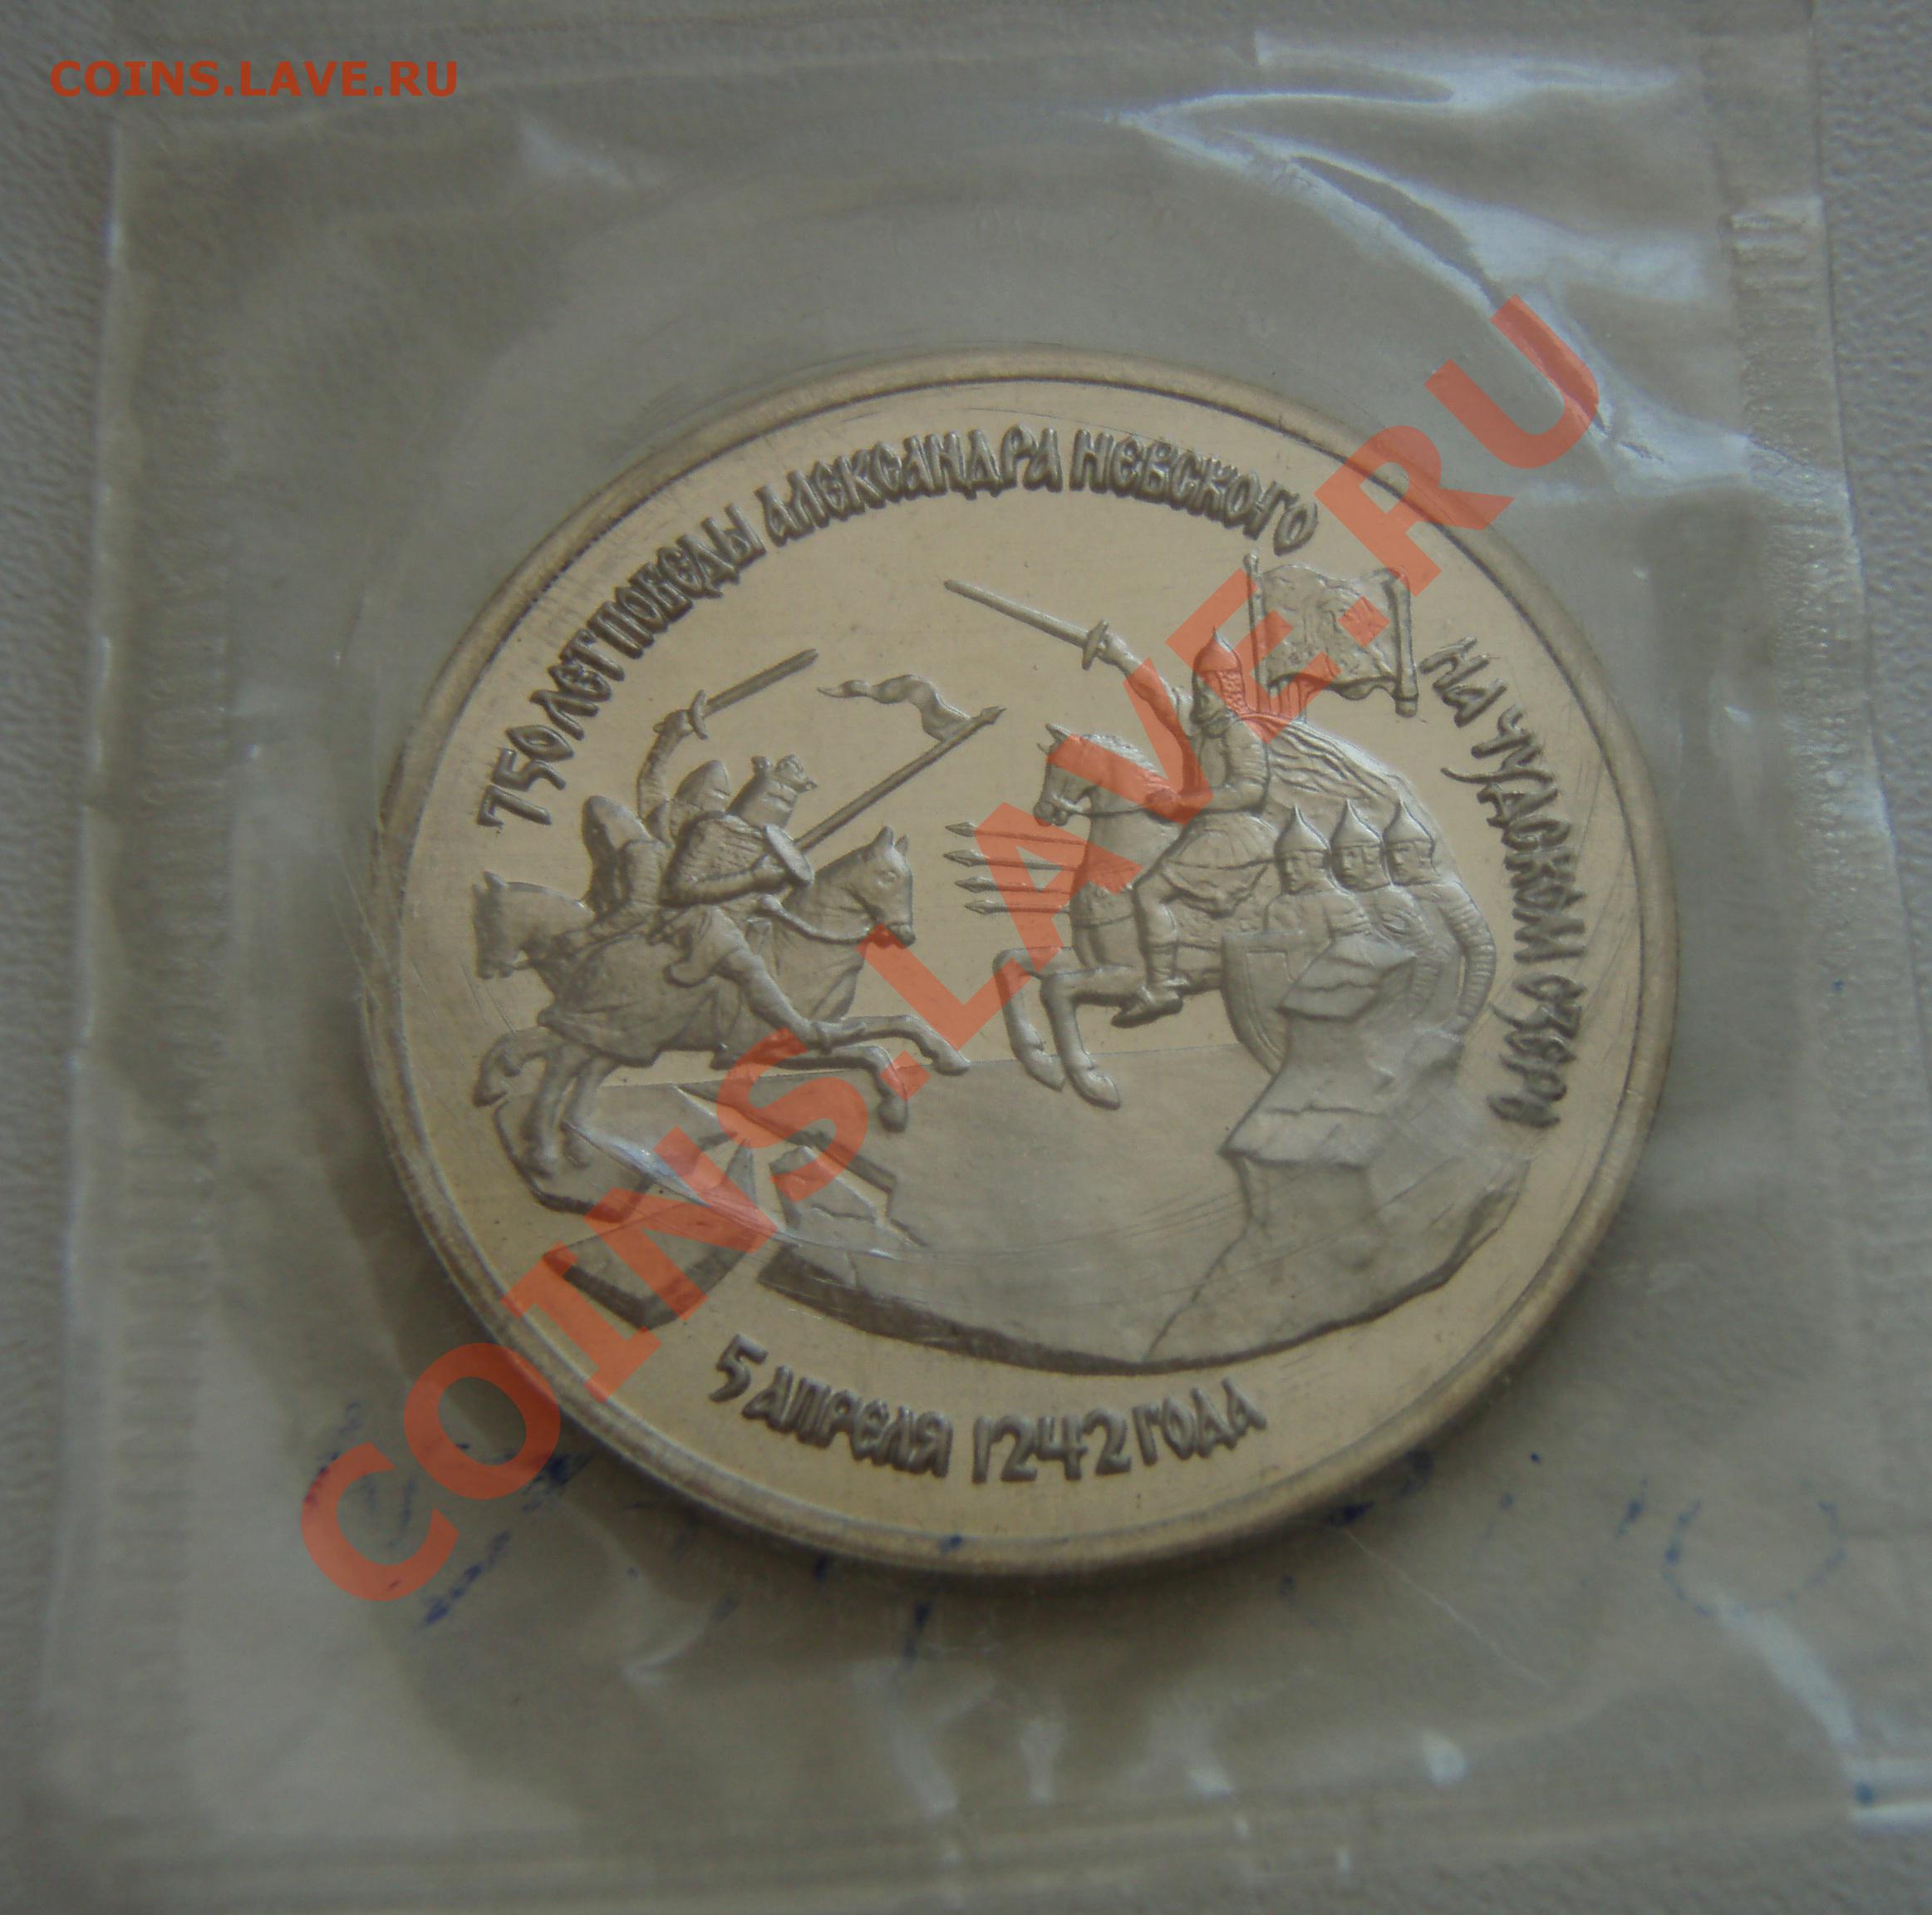 COINS.LAVE.RU
750 ЛЕТ ПОБЕДЫ АЛЕКСАНДРА НЕВСКОГО
НА ЧУДСКОМ ОЗЕРЕ
5 АПРЕЛЯ 1242 ГОДА
COINS.LAVE.RU